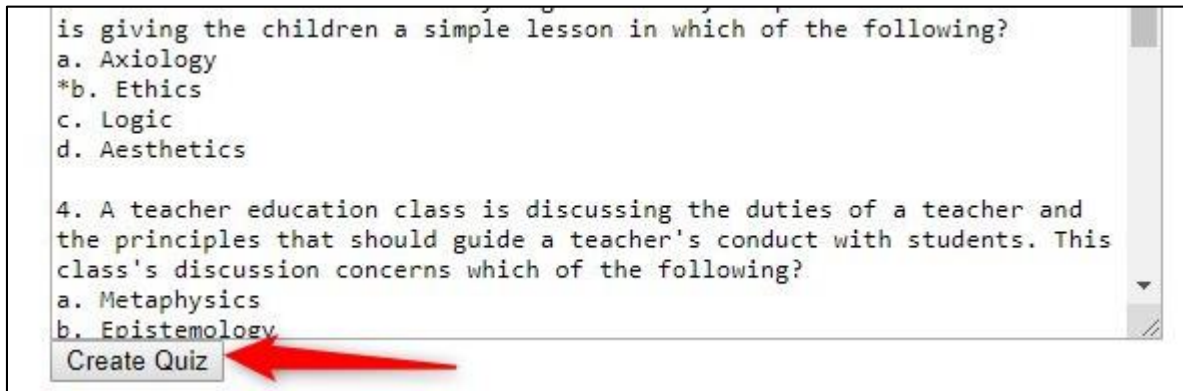 is giving the children a simple lesson in which of the following?
a. Axiology
*b. Ethics
c. Logic
d. Aesthetics
4. A teacher education class is discussing the duties of a teacher and
the principles that should guide a teacher's conduct with students. This
class's discussion concerns which of the following?
a. Metaphysics
b. Epistemology
Create Quiz